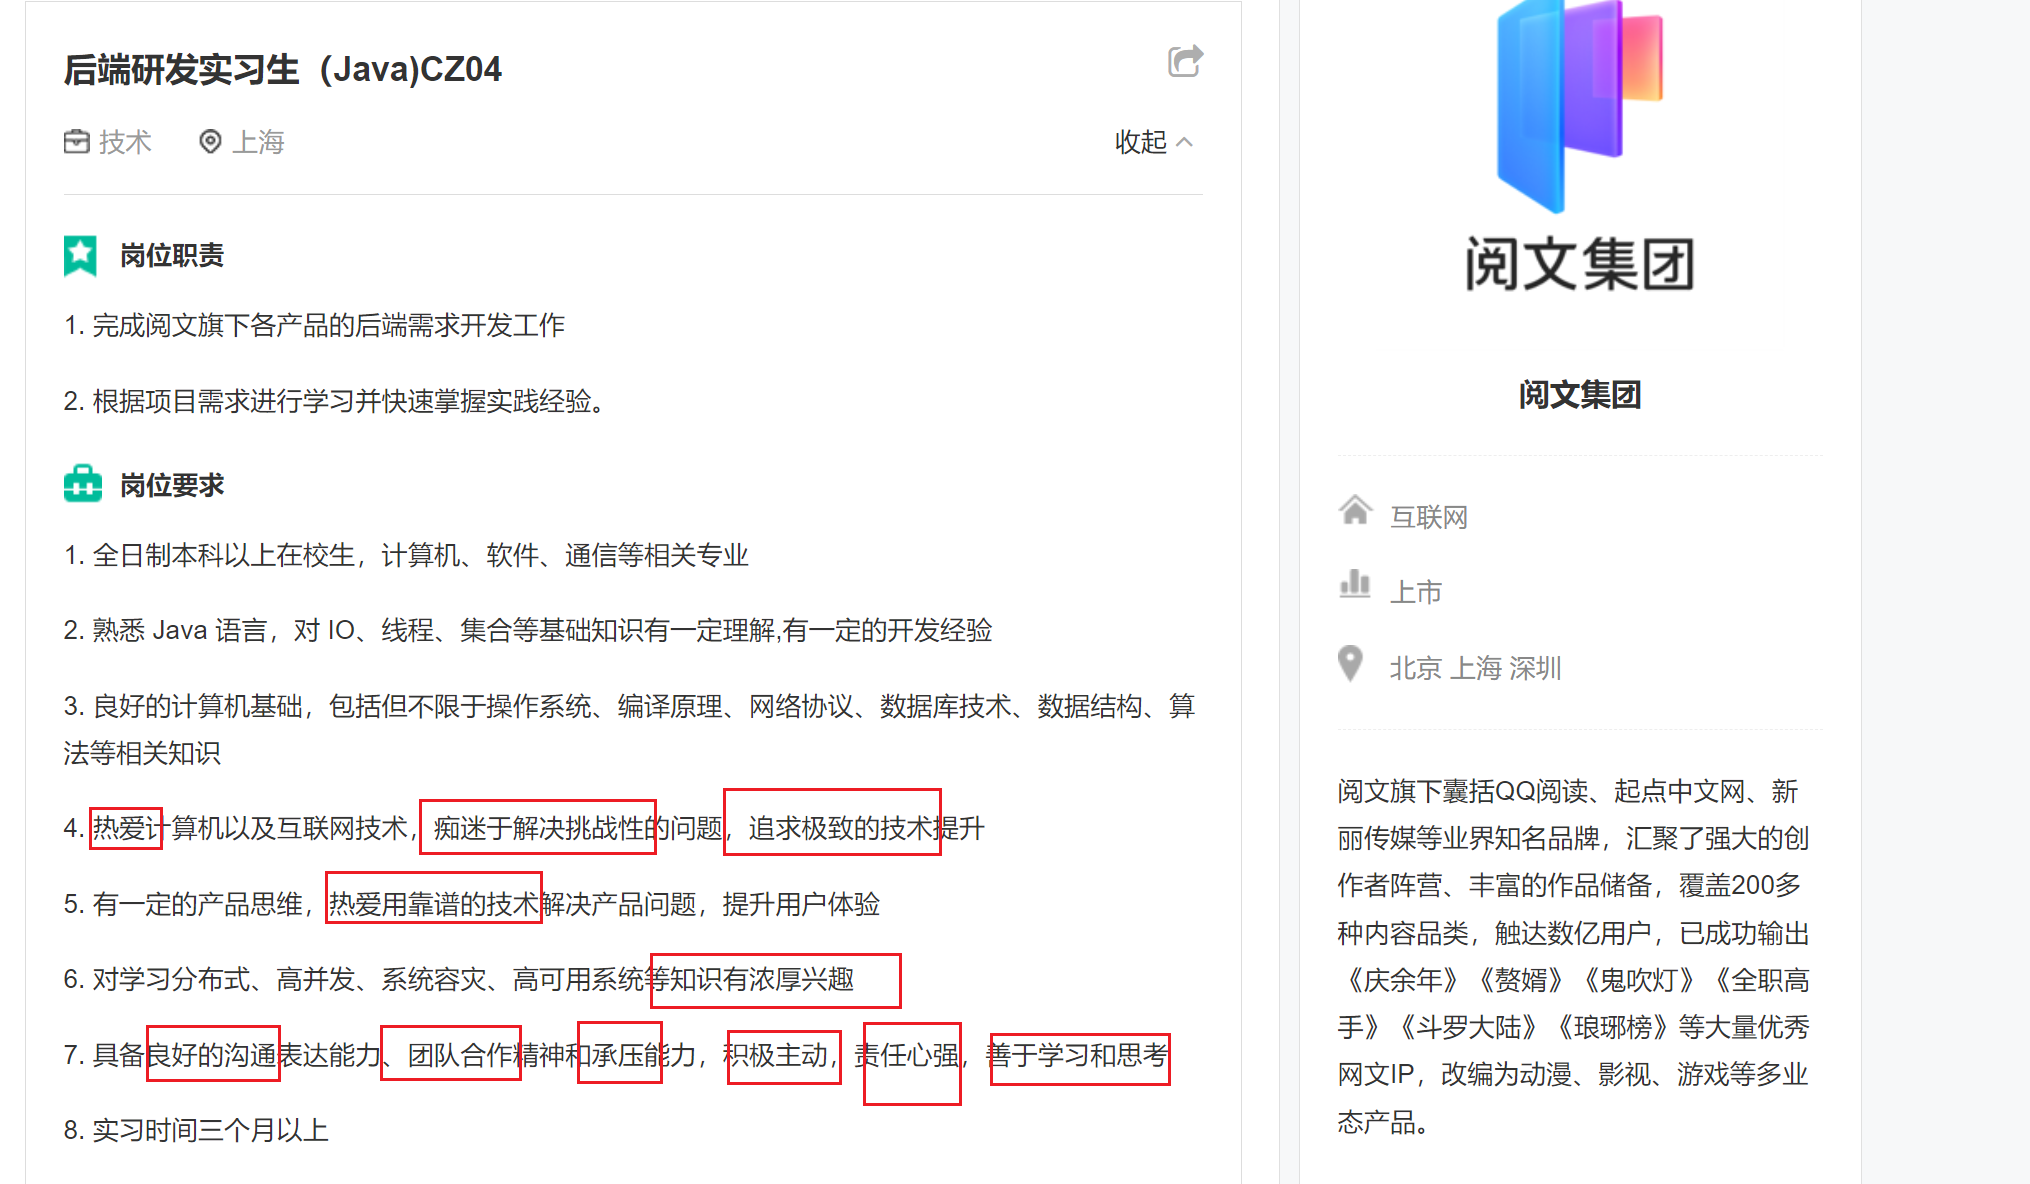 后端研发实习生（Java)CZ04
技术 上海 收起
岗位职责
1. 完成阅文旗下各产品的后端需求开发工作
2. 根据项目需求进行学习并快速掌握实践经验。
岗位要求
1. 全日制本科以上在校生，计算机、软件、通信等相关专业
2. 熟悉 Java 语言，对 IO、线程、集合等基础知识有一定理解,有一定的开发经验
3. 良好的计算机基础，包括但不限于操作系统、编译原理、网络协议、数据库技术、数据结构、算
法等相关知识
4. 热爱计算机以及互联网技术，痴迷于解决挑战性的问题，追求极致的技术提升
5. 有一定的产品思维，热爱用靠谱的技术解决产品问题，提升用户体验
6. 对学习分布式、高并发、系统容灾、高可用系统等知识有浓厚兴趣
7. 具备良好的沟通表达能力、团队合作精神和承压能力，积极主动，责任心强，善于学习和思考
8. 实习时间三个月以上
阅文集团
阅文集团
互联网
上市
北京 上海 深圳
阅文旗下囊括QQ阅读、起点中文网、新
丽传媒等业界知名品牌，汇聚了强大的创
作者阵营、丰富的作品储备，覆盖200多
种内容品类，触达数亿用户，已成功输出
《庆余年》《赘婿》《鬼吹灯》《全职高
手》《斗罗大陆》《琅琊榜》等大量优秀
网文IP，改编为动漫、影视、游戏等多业
态产品。